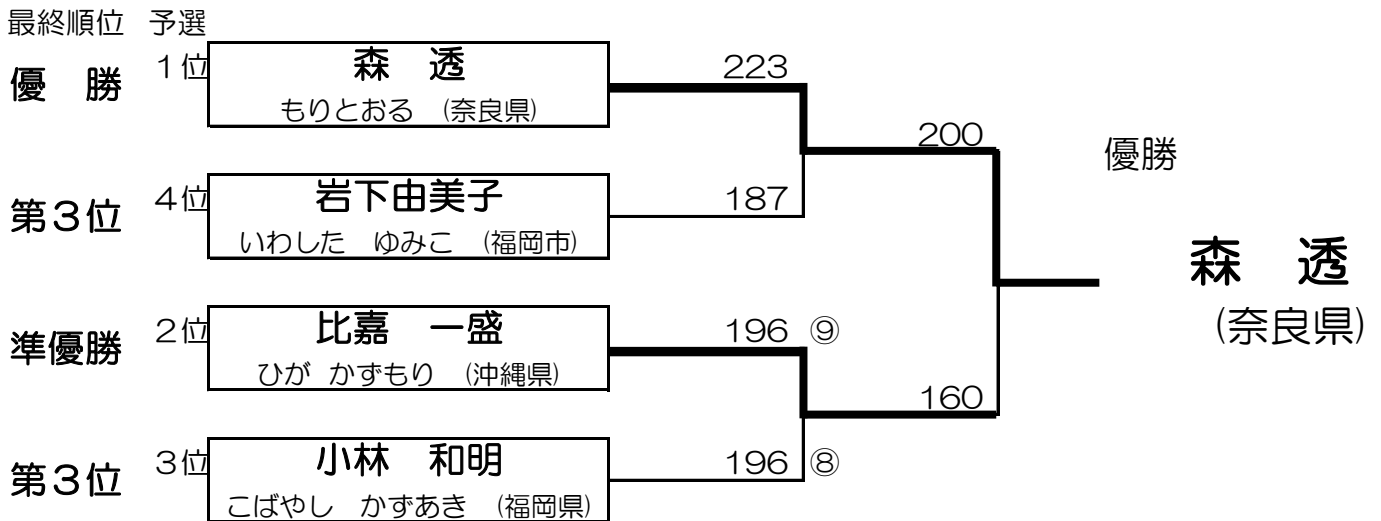 最終順位 予選
優 勝 1位 森 透 223
もりとおる (奈良県)
200 優勝
第3位 4位 岩下由美子 187
いわした ゆみこ (福岡市)
森 透
(奈良県)
準優勝 2位 比嘉 一盛 196 ⑨
ひが かずもり (沖縄県)
160
第3位 3位 小林 和明 196 ⑧
こばやし かずあき (福岡県)